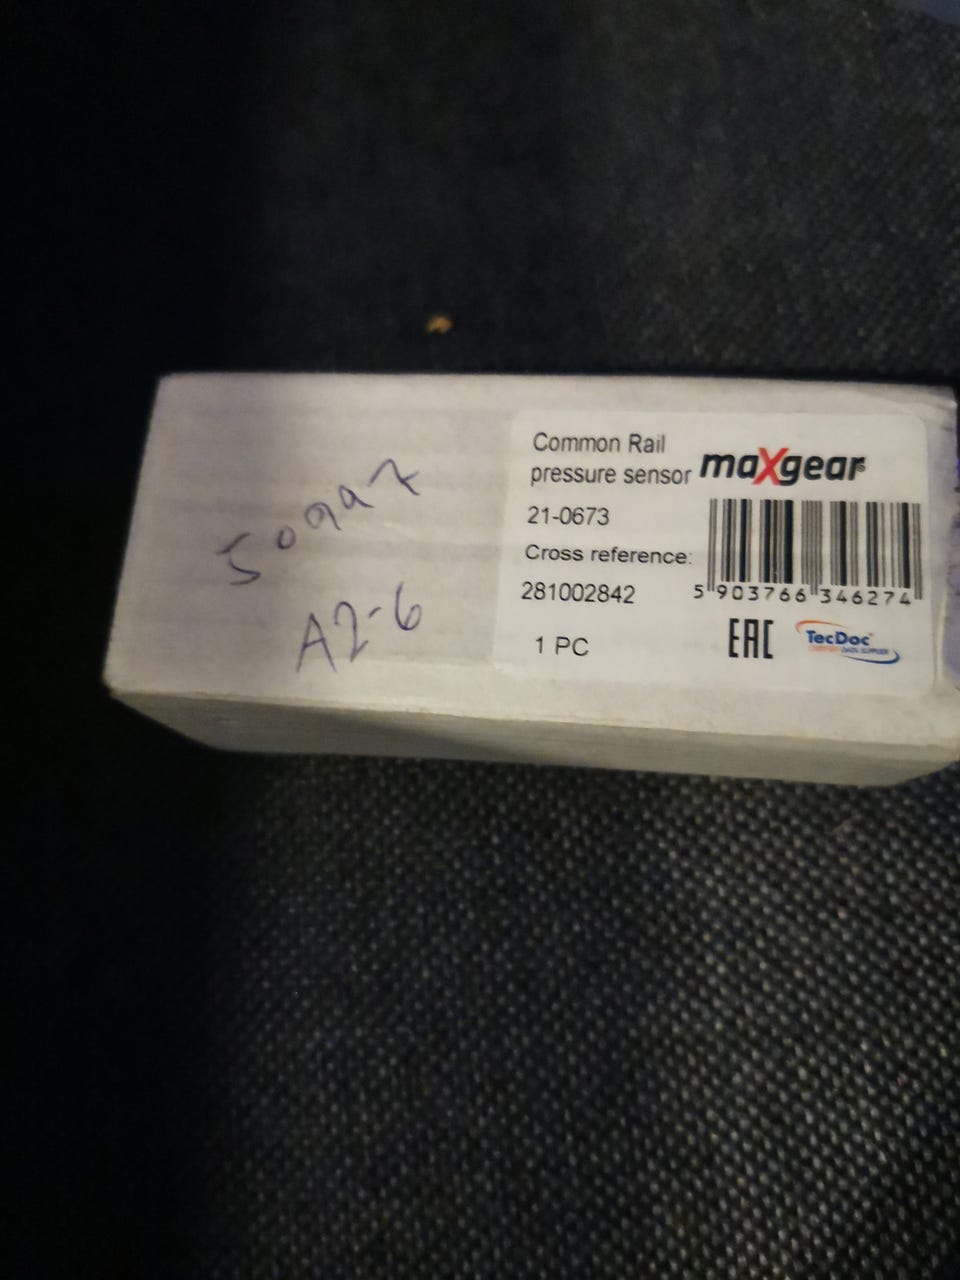 50992
A2-6
Common Rail
pressure sensor
maxgear
21-0673
Cross reference:
281002842
5 903766 346274
1 PC
EAC
TecDoc